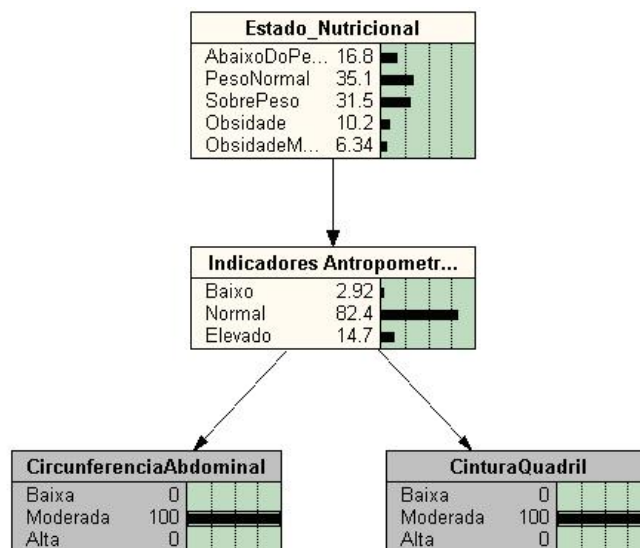 Estado_Nutricional
AbaixoDoPe... 16.8
PesoNormal 35.1
SobrePeso 31.5
Obsidade 10.2
ObsidadeM... 6.34
Indicadores Antropometr...
Baixo 2.92
Normal 82.4
Elevado 14.7
CircunferenciaAbdominal
Baixa 0
Moderada 100
Alta 0
CinturaQuadril
Baixa 0
Moderada 100
Alta 0